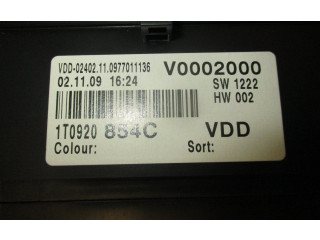 VDD-02402.11.0977011136 V0002000
02.11.09 16:24 SW 1222
HW 002
1T0920 854C VDD
Colour: Sort: